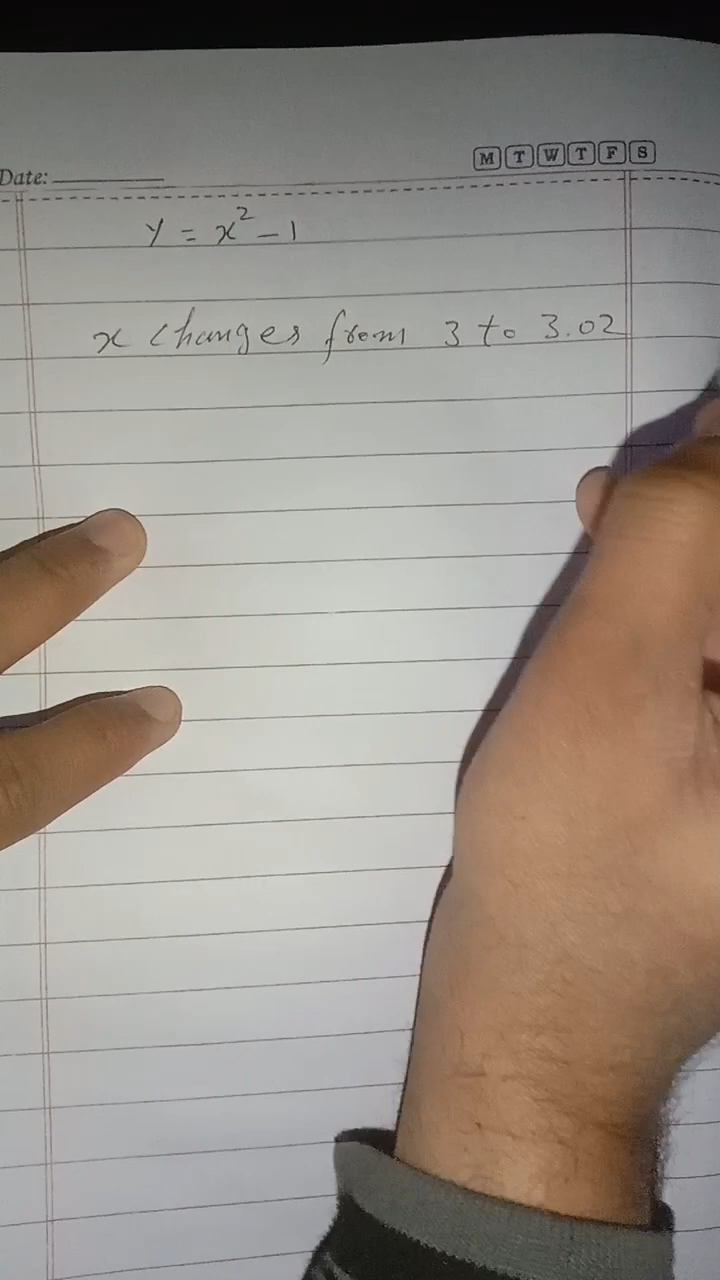 M T W T F S
Date:
y = x² - 1
x changes from 3 to 3.02